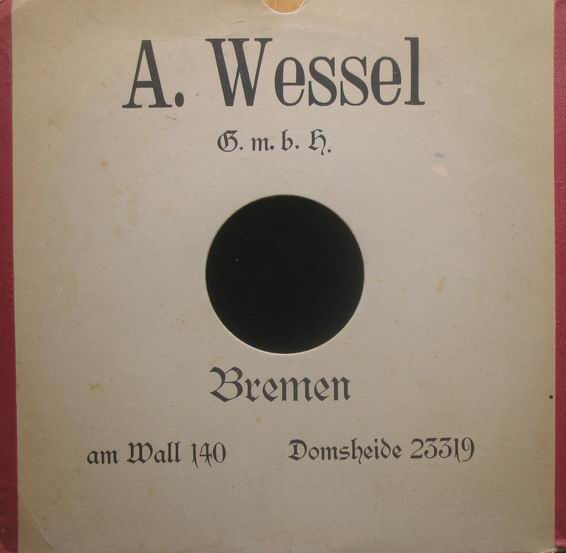 A. Wessel
G. m. b. H.
Bremen
am Wall 140 Domsheide 23319